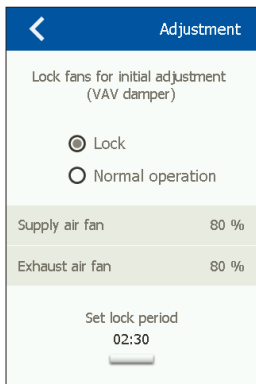 Adjustment
Lock fans for initial adjustment
(VAV damper)
Lock
Normal operation
Supply air fan 80 %
Exhaust air fan 80 %
Set lock period
02:30